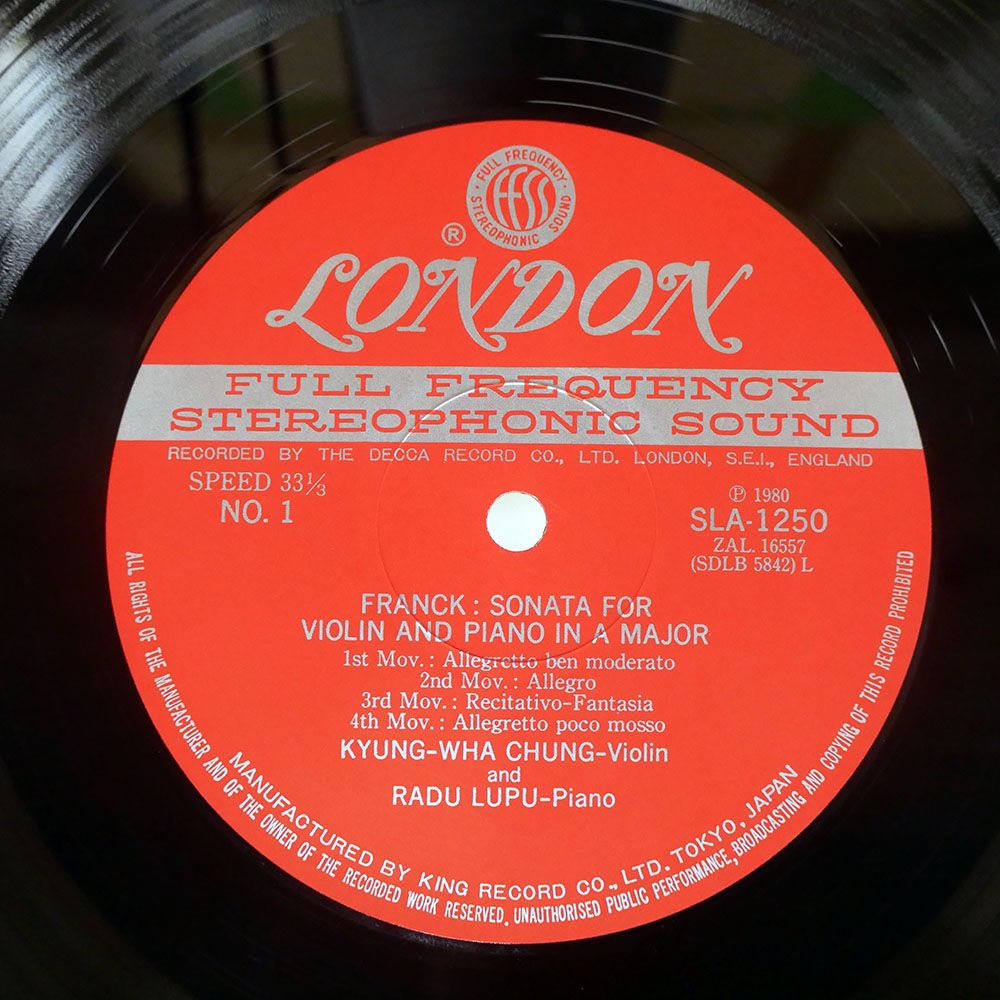 FULL FREQUENCY
FFSS
STEREOPHONIC SOUND
®
LONDON
FULL FREQUENCY
STEREOPHONIC SOUND
RECORDED BY THE DECCA RECORD CO., LTD. LONDON, S.E.I., ENGLAND
SPEED 33⅓
NO. 1
℗ 1980
SLA-1250
ZAL. 16557
(SDLB 5842) L
FRANCK : SONATA FOR
VIOLIN AND PIANO IN A MAJOR
1st Mov. : Allegretto ben moderato
2nd Mov. : Allegro
3rd Mov. : Recitativo-Fantasia
4th Mov. : Allegretto poco mosso
KYUNG-WHA CHUNG-Violin
and
RADU LUPU-Piano
MANUFACTURED BY KING RECORD CO., LTD. TOKYO, JAPAN
ALL RIGHTS OF THE MANUFACTURER AND OF THE OWNER OF THE RECORDED WORK RESERVED. UNAUTHORISED PUBLIC PERFORMANCE, BROADCASTING AND COPYING OF THIS RECORD PROHIBITED